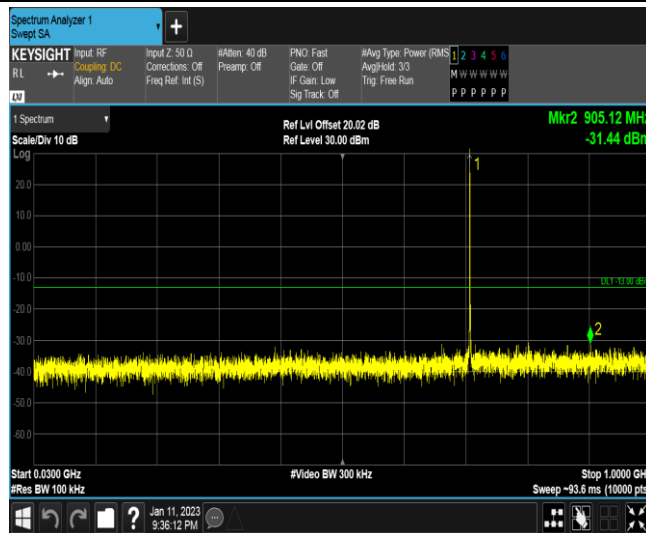 Spectrum Analyzer 1
Swept SA
+
KEYSIGHT
RL
LXI
Input: RF
Coupling: DC
Align: Auto
Input Z: 50 Ω
Corrections: Off
Freq Ref: Int (S)
#Atten: 40 dB
Preamp: Off
PNO: Fast
Gate: Off
IF Gain: Low
Sig Track: Off
#Avg Type: Power (RMS
Avg|Hold: 3/3
Trig: Free Run
1 2 3 4 5 6
M W W W W W
P P P P P P
1 Spectrum
Scale/Div 10 dB
Ref Lvl Offset 20.02 dB
Ref Level 30.00 dBm
Mkr2 905.12 MHz
-31.44 dBm
Log
1
20.0
10.0
0.00
-10.0
DL1 -13.00 dBm
-20.0
-30.0
2
-40.0
-50.0
-60.0
Start 0.0300 GHz
#Video BW 300 kHz
Stop 1.0000 GH
#Res BW 100 kHz
Sweep ~93.6 ms (10000 pts
?
Jan 11, 2023
9:36:12 PM